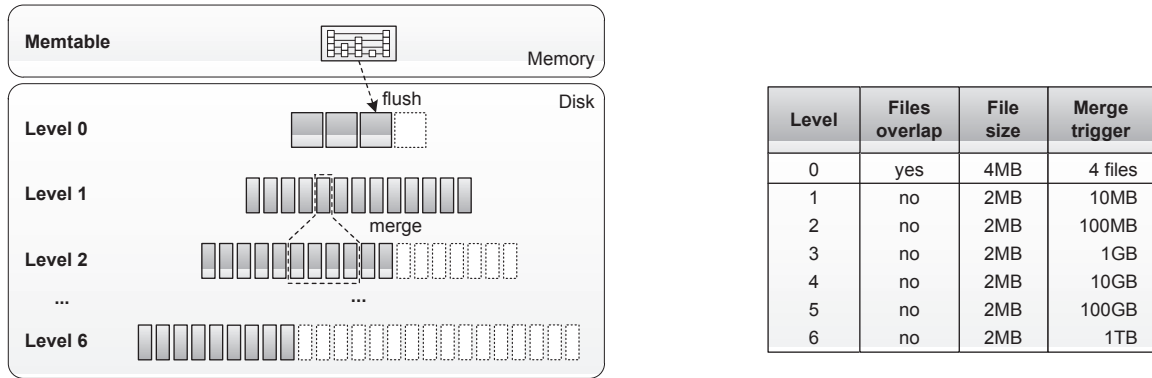 Memtable
Memory
flush
Disk
Level 0
Level 1
merge
Level 2
... ...
Level 6
Level Files overlap File size Merge trigger
0 yes 4MB 4 files
1 no 2MB 10MB
2 no 2MB 100MB
3 no 2MB 1GB
4 no 2MB 10GB
5 no 2MB 100GB
6 no 2MB 1TB